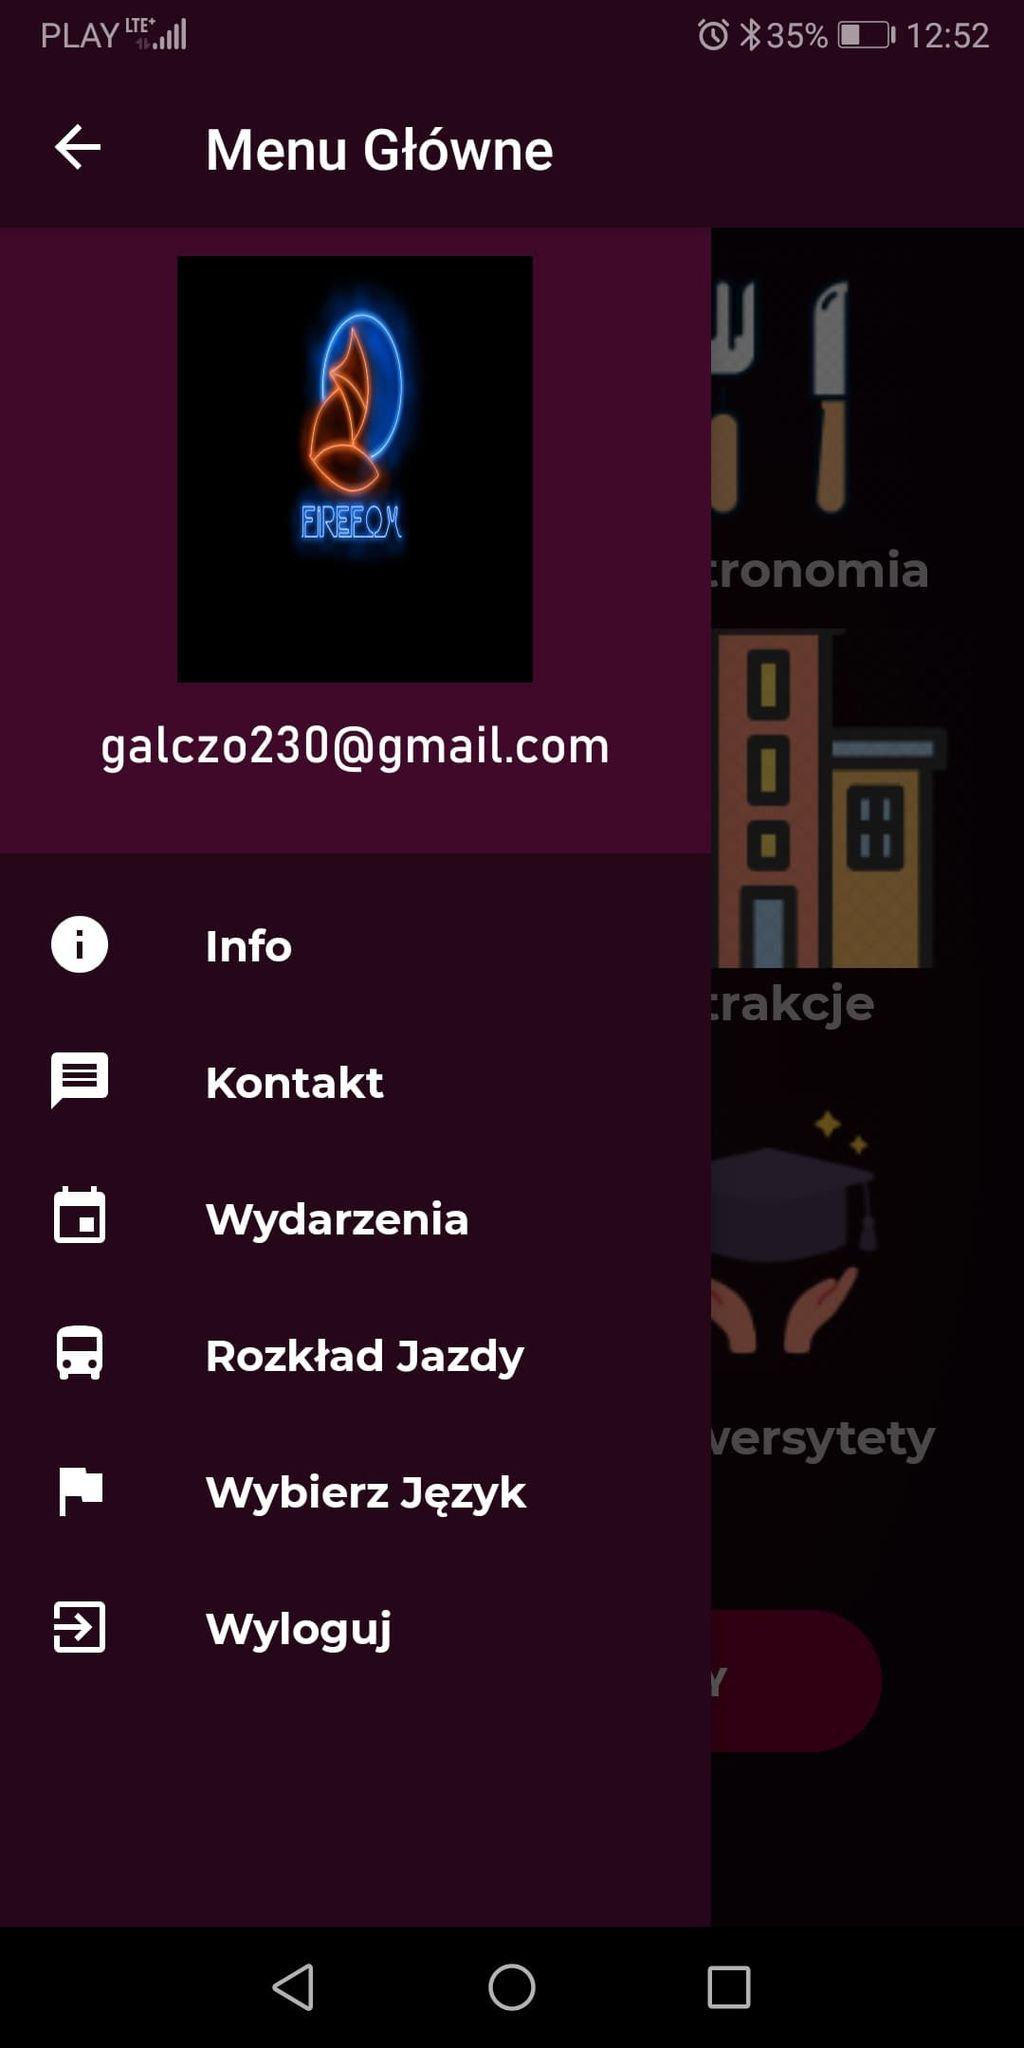 PLAY LTE+ 35% 12:52
Menu Główne
FIREFOX
galczo230@gmail.com
tronomia
Info
trakcje
Kontakt
Wydarzenia
Rozkład Jazdy
wersytety
Wybierz Język
Wyloguj
Y